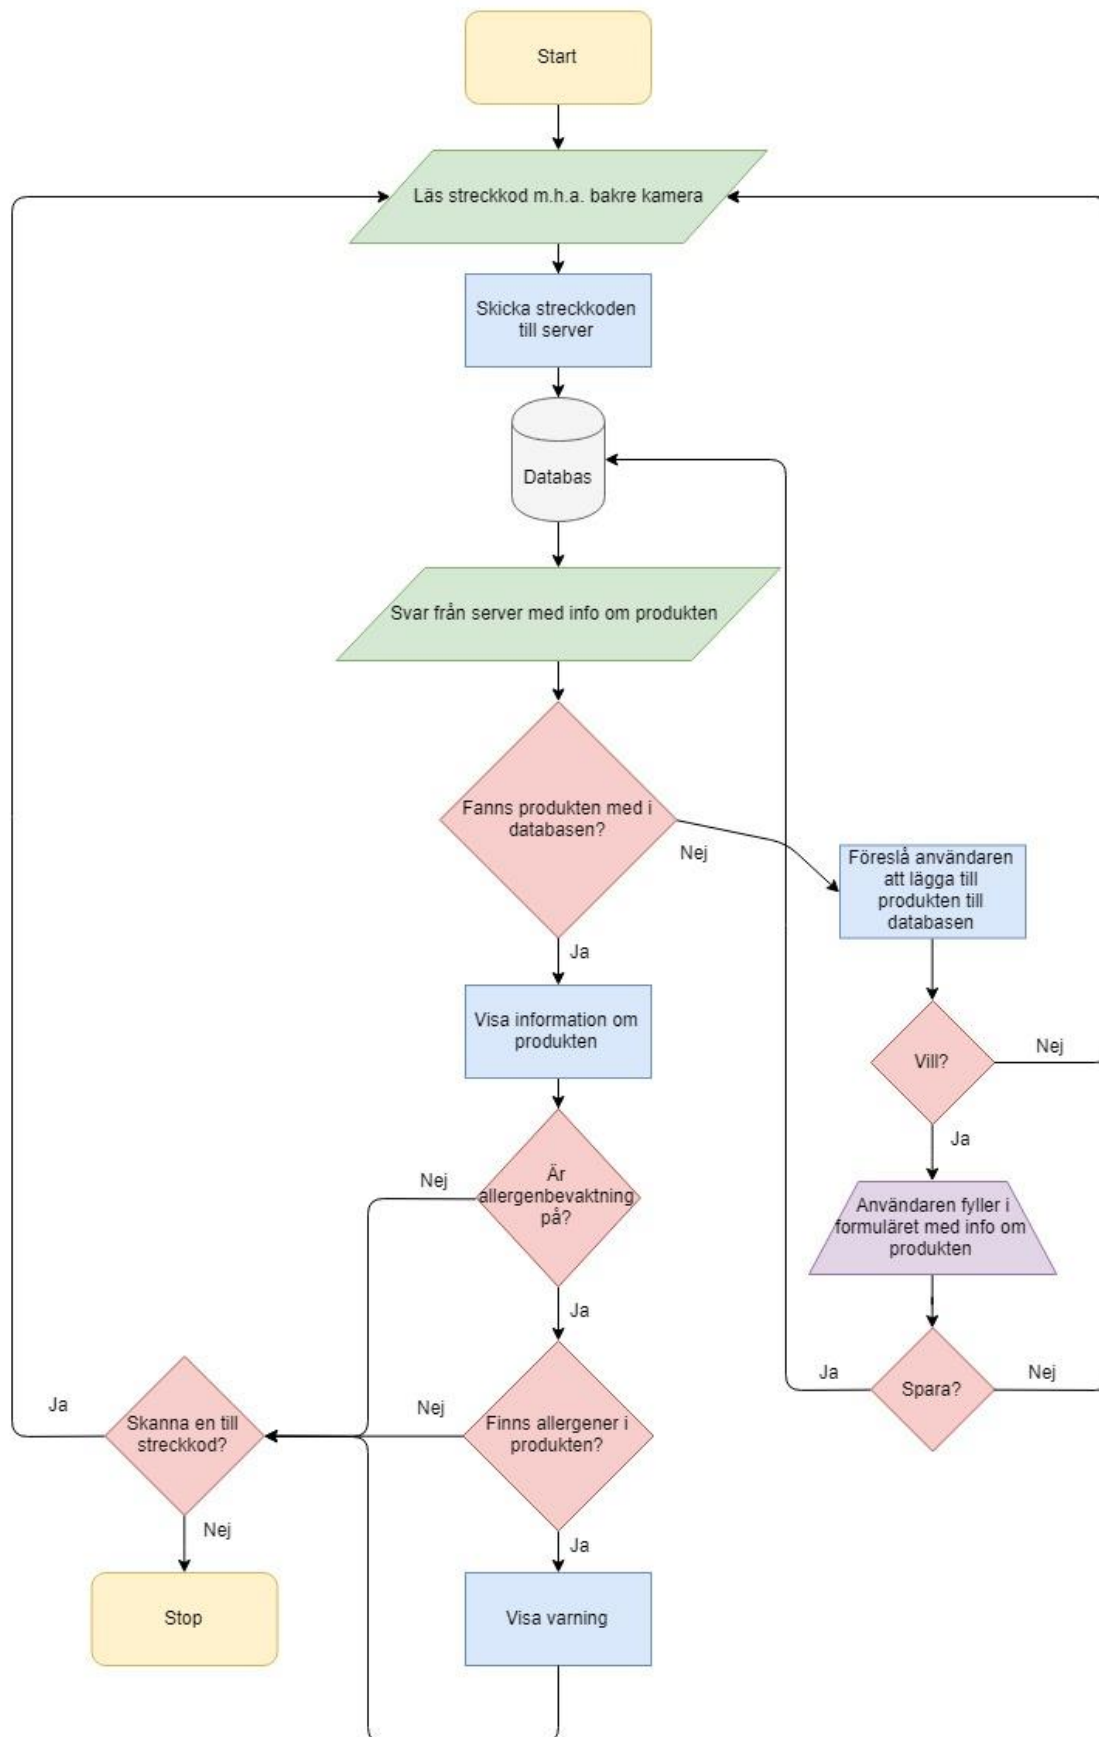 Start
Läs streckkod m.h.a. bakre kamera
Skicka streckkoden
till server
Databas
Svar från server med info om produkten
Fanns produkten med i
databasen?
Nej
Föreslå användaren
att lägga till
produkten till
databasen
Ja
Visa information om
produkten
Vill?
Nej
Ja
Är
allergenbevaktning
på?
Nej
Användaren fyller i
formuläret med info om
produkten
Ja
Spara?
Ja
Nej
Finns allergener i
produkten?
Nej
Skanna en till
streckkod?
Ja
Nej
Ja
Stop
Visa varning